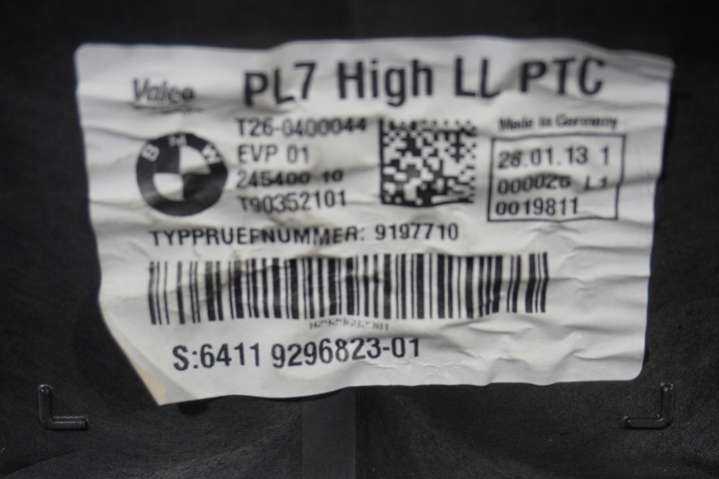 Valeo PL7 High LL PTC
T26-0400044
Made in Germany
BMW
EVP 01
28.01.13 1
245400 10
000026 L1
T90352101
0019811
TYPPRUEFNUMMER: 9197710
S:6411 9296823-01